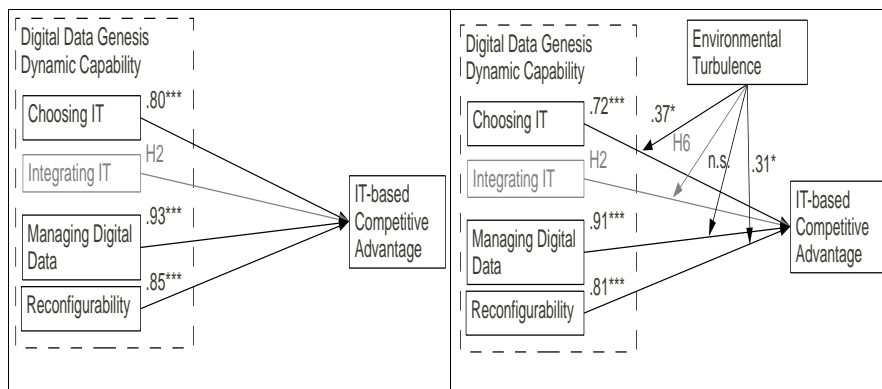 Digital Data Genesis
Dynamic Capability
.80***
Choosing IT
H2
Integrating IT
.93***
Managing Digital
Data
.85***
Reconfigurability
IT-based
Competitive
Advantage
Digital Data Genesis
Dynamic Capability
Environmental
Turbulence
.72***
.37*
Choosing IT
H6
H2
n.s.
.31*
Integrating IT
.91***
Managing Digital
Data
.81***
Reconfigurability
IT-based
Competitive
Advantage